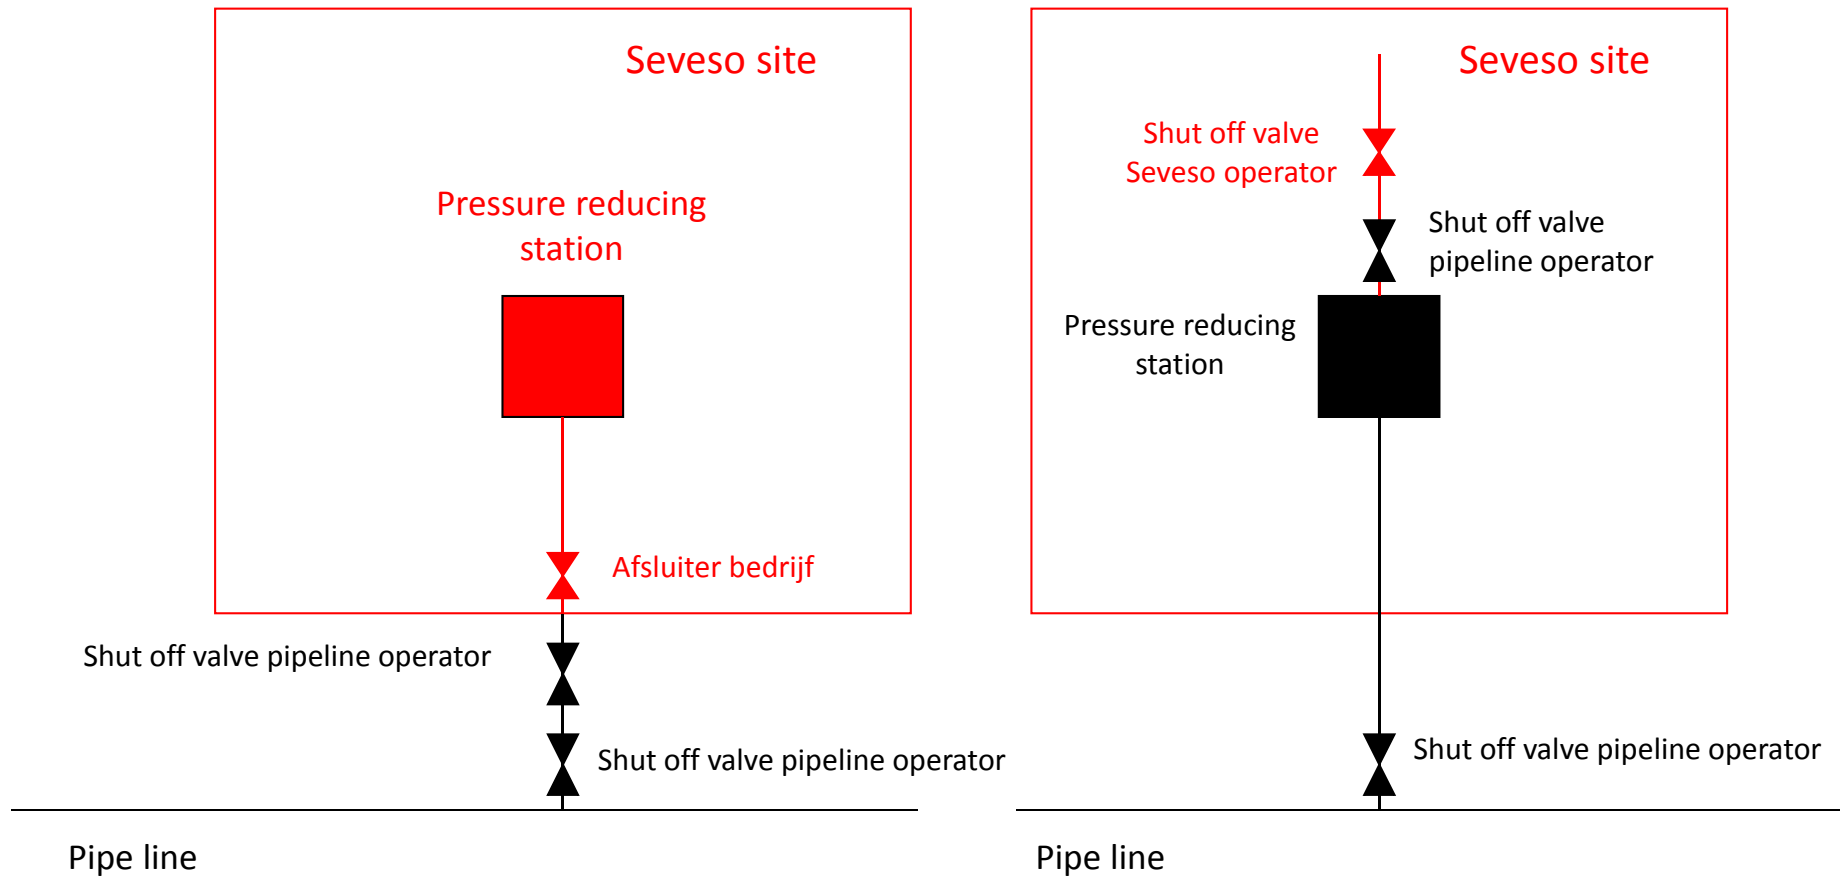 Seveso site
Pressure reducing
station
Afsluiter bedrijf
Shut off valve pipeline operator
Shut off valve pipeline operator
Pipe line
Seveso site
Shut off valve
Seveso operator
Shut off valve
pipeline operator
Pressure reducing
station
Shut off valve pipeline operator
Pipe line